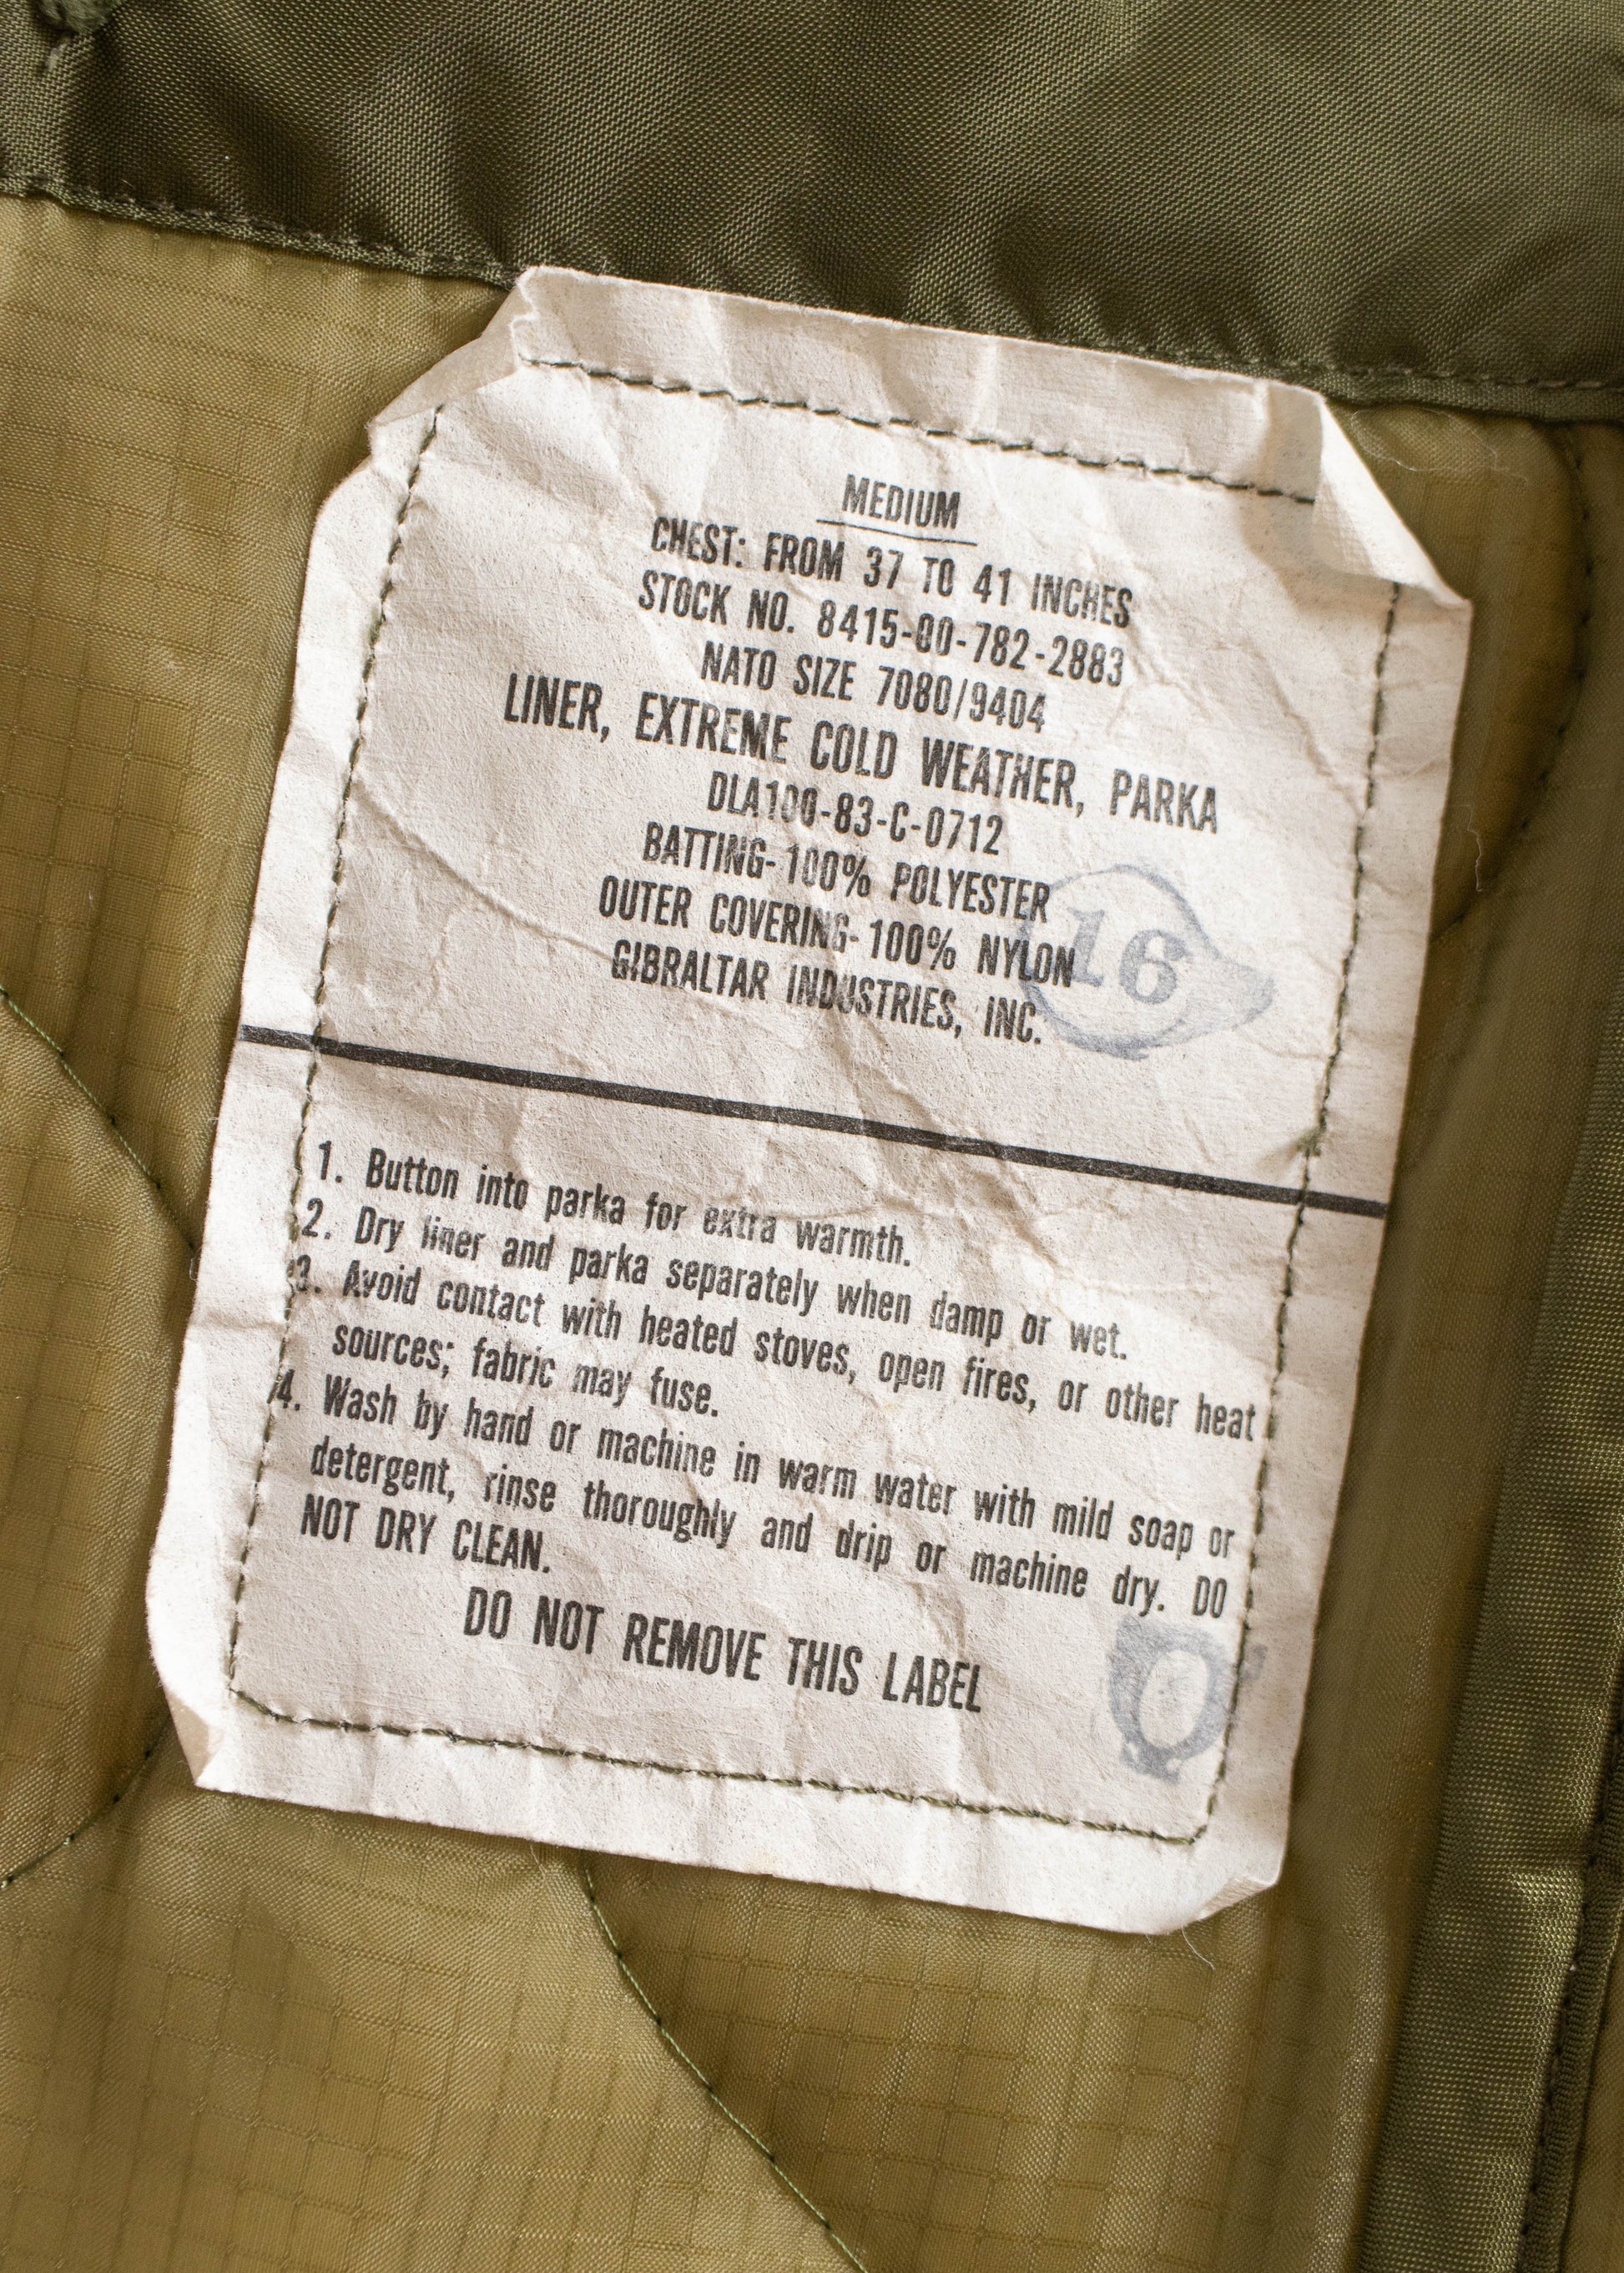 MEDIUM
CHEST: FROM 37 TO 41 INCHES
STOCK NO. 8415-00-782-2883
NATO SIZE 7080/9404
LINER, EXTREME COLD WEATHER, PARKA
DLA100-83-C-0712
BATTING-100% POLYESTER
OUTER COVERING-100% NYLON
GIBRALTAR INDUSTRIES, INC.
16
1. Button into parka for extra warmth.
2. Dry liner and parka separately when damp or wet.
3. Avoid contact with heated stoves, open fires, or other heat
sources; fabric may fuse.
4. Wash by hand or machine in warm water with mild soap or
detergent, rinse thoroughly and drip or machine dry. DO
NOT DRY CLEAN.
DO NOT REMOVE THIS LABEL